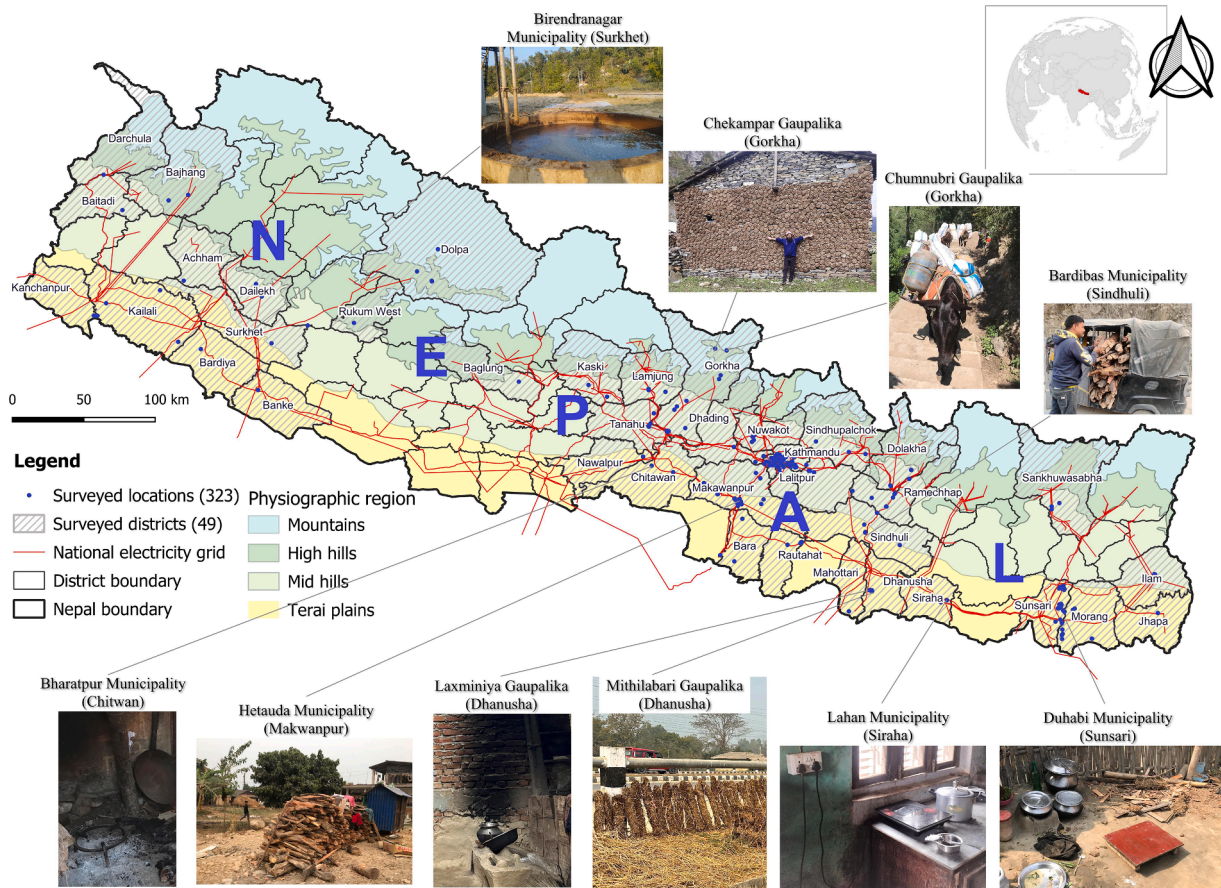 Birendranagar
Municipality (Surkhet)
Chekampar Gaupalika
(Gorkha)
Chumnubri Gaupalika
(Gorkha)
Bardibas Municipality
(Sindhuli)
Darchula
Bajhang
Baitadi
N
Dolpa
Achham
Kanchanpur
Dailekh
Kailali
Rukum West
Surkhet
E
Bardiya
Baglung
Kaski
Lamjung
Gorkha
Banke
P
Tanahu
Dhading
Nuwakot
Sindhupalchok
Kathmandu
Dolakha
Nawalpur
Chitawan
Lalitpur
Makawanpur
Ramechhap
Sankhuwasabha
A
Sindhuli
Bara
Rautahat
Mahottari
Dhanusha
Siraha
L
Ilam
Sunsari
Morang
Jhapa
0 50 100 km
Legend
Surveyed locations (323)
Surveyed districts (49)
National electricity grid
District boundary
Nepal boundary
Physiographic region
Mountains
High hills
Mid hills
Terai plains
Bharatpur Municipality
(Chitwan)
Hetauda Municipality
(Makwanpur)
Laxminiya Gaupalika
(Dhanusha)
Mithilabari Gaupalika
(Dhanusha)
Lahan Municipality
(Siraha)
Duhabi Municipality
(Sunsari)